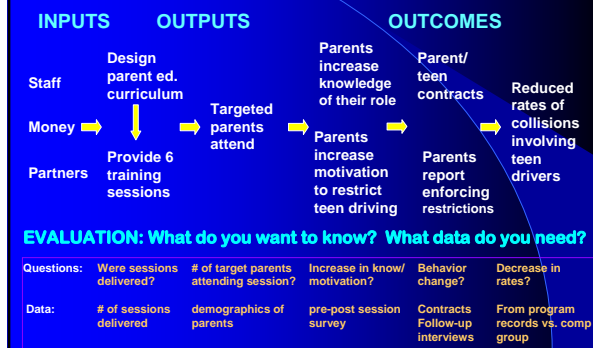 INPUTS OUTPUTS OUTCOMES
Staff
Money
Partners
Design
parent ed.
curriculum
Provide 6
training
sessions
Targeted
parents
attend
Parents
increase
knowledge
of their role
Parents
increase
motivation
to restrict
teen driving
Parent/
teen
contracts
Parents
report
enforcing
restrictions
Reduced
rates of
collisions
involving
teen
drivers
EVALUATION: What do you want to know? What data do you need?
Questions:
Were sessions
delivered?
# of target parents
attending session?
Increase in know/
motivation?
Behavior
change?
Decrease in
rates?
Data:
# of sessions
delivered
demographics of
parents
pre-post session
survey
Contracts
Follow-up
interviews
From program
records vs. comp
group